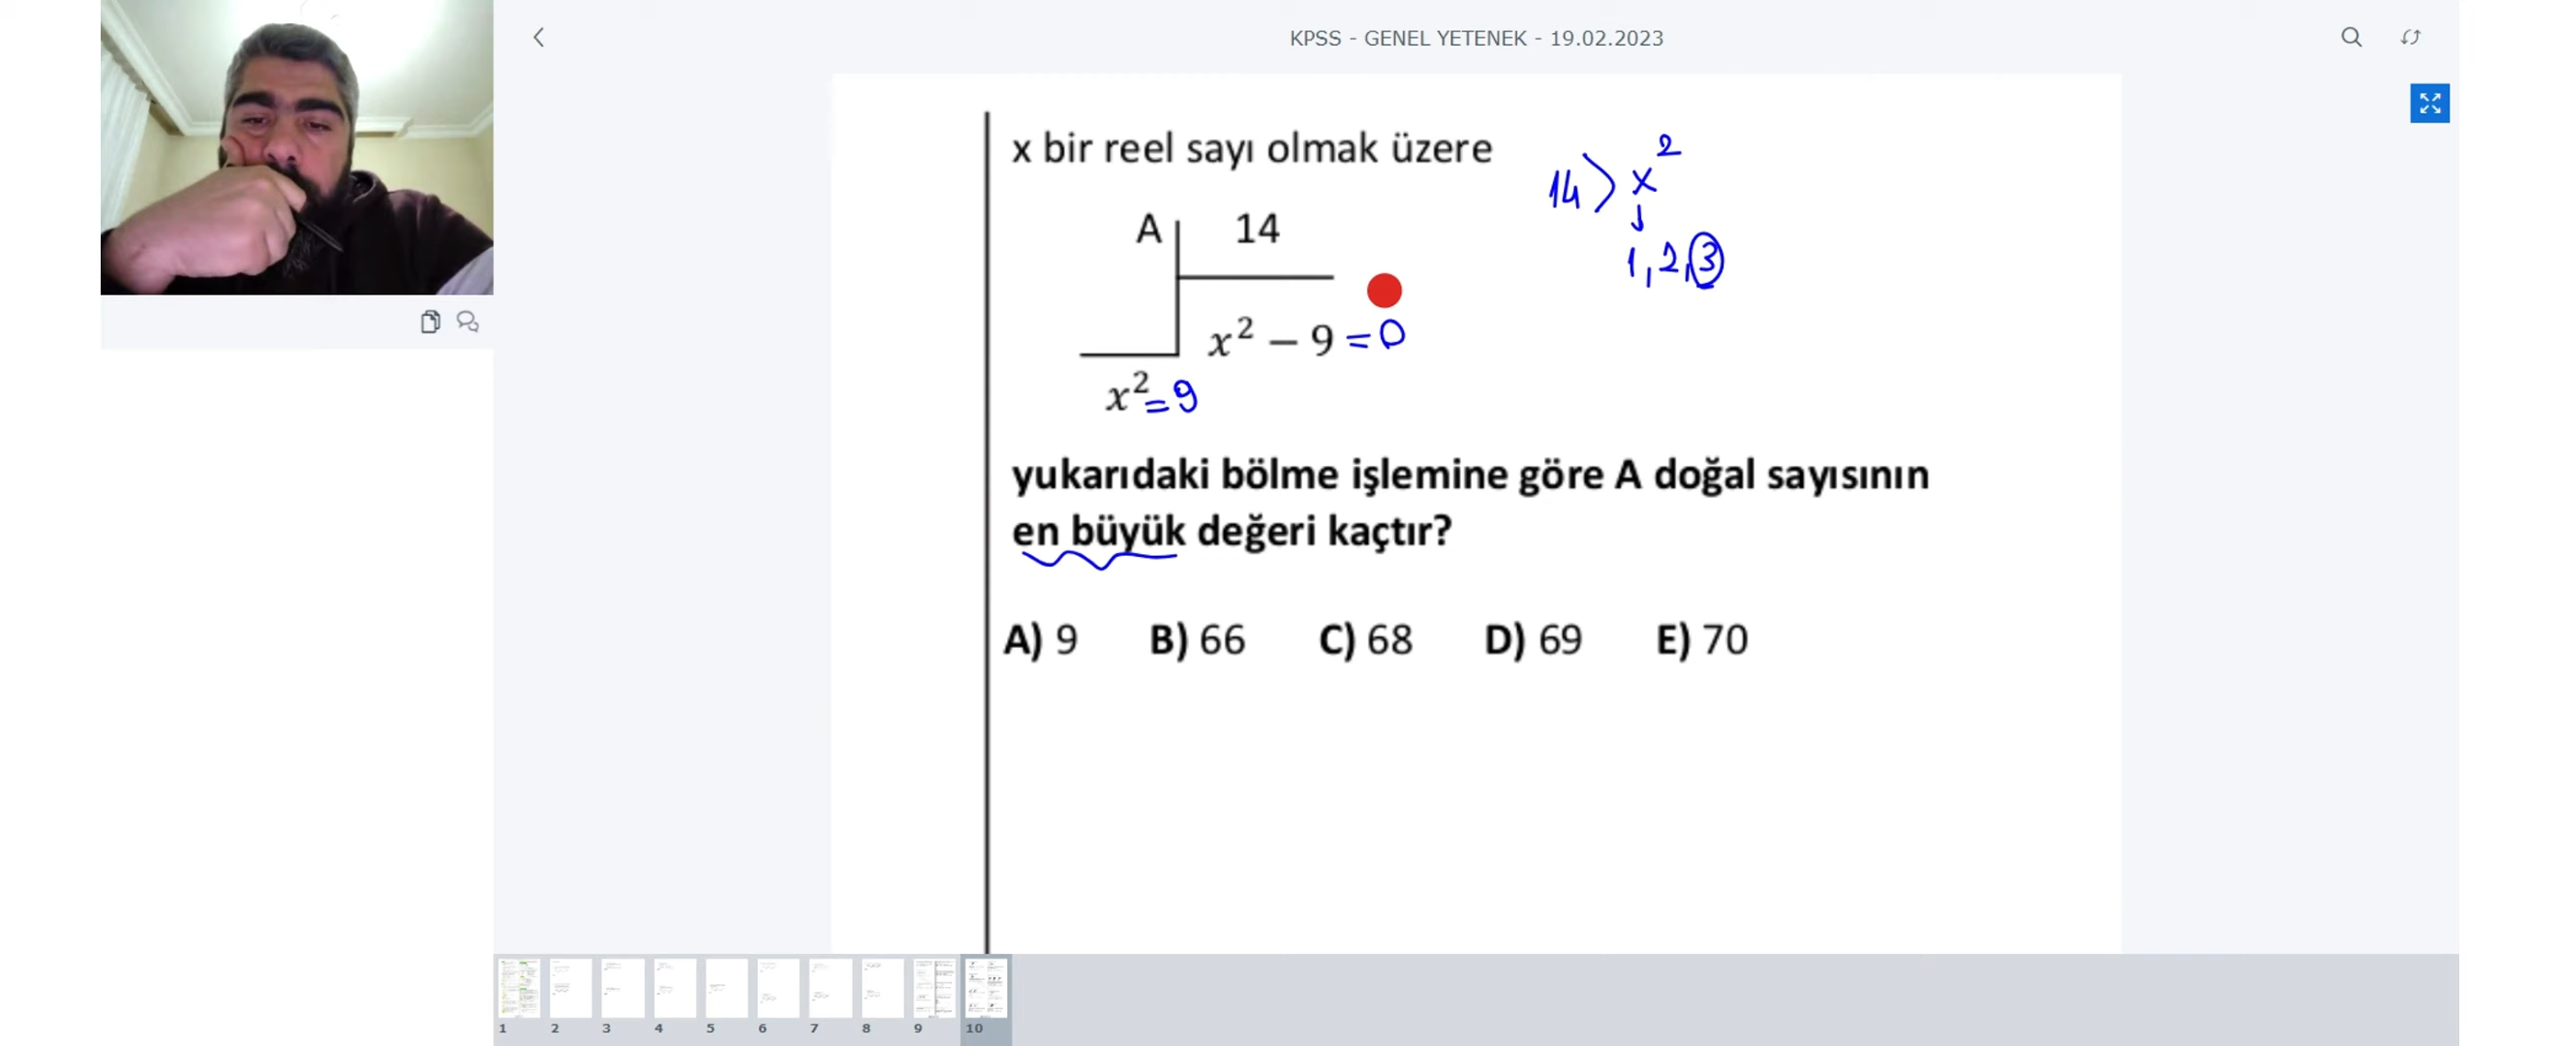 KPSS - GENEL YETENEK - 19.02.2023
x bir reel sayı olmak üzere
14 > x²
1, 2, 3
A 14
x² − 9 = 0
x² = 9
yukarıdaki bölme işlemine göre A doğal sayısının
en büyük değeri kaçtır?
A) 9 B) 66 C) 68 D) 69 E) 70
1 2 3 4 5 6 7 8 9 10